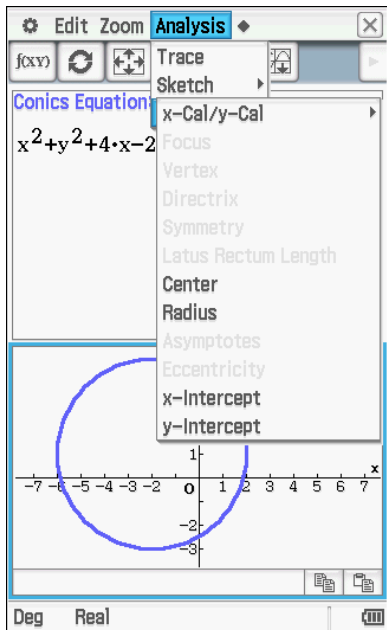 Edit Zoom Analysis
f(XY)
Trace
Sketch
Conics Equation
x-Cal/y-Cal
x²+y²+4·x-2
Focus
Vertex
Directrix
Symmetry
Latus Rectum Length
Center
Radius
Asymptotes
Eccentricity
x-Intercept
y-Intercept
1
x
-7 -6 -5 -4 -3 -2 0 1 2 3 4 5 6 7
-2
-3
Deg Real